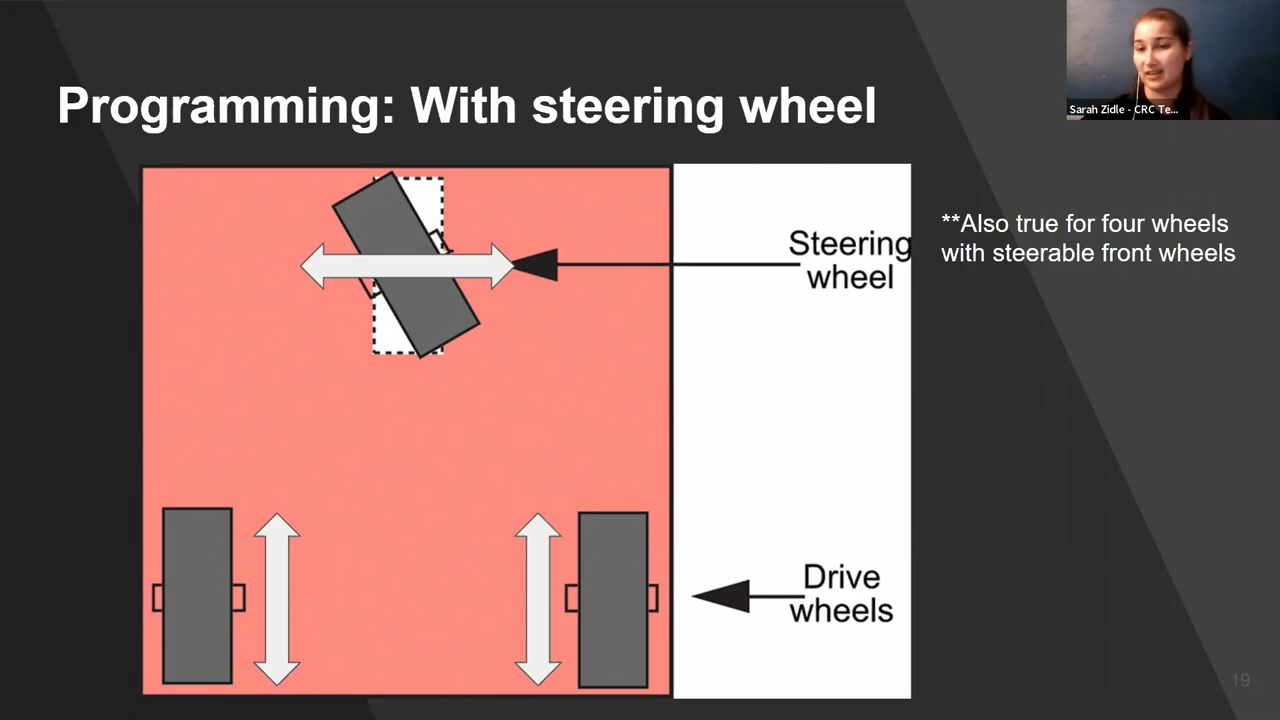 Programming: With steering wheel
Sarah Zidle - CRC Te...
**Also true for four wheels
with steerable front wheels
Steering
wheel
Drive
wheels
19